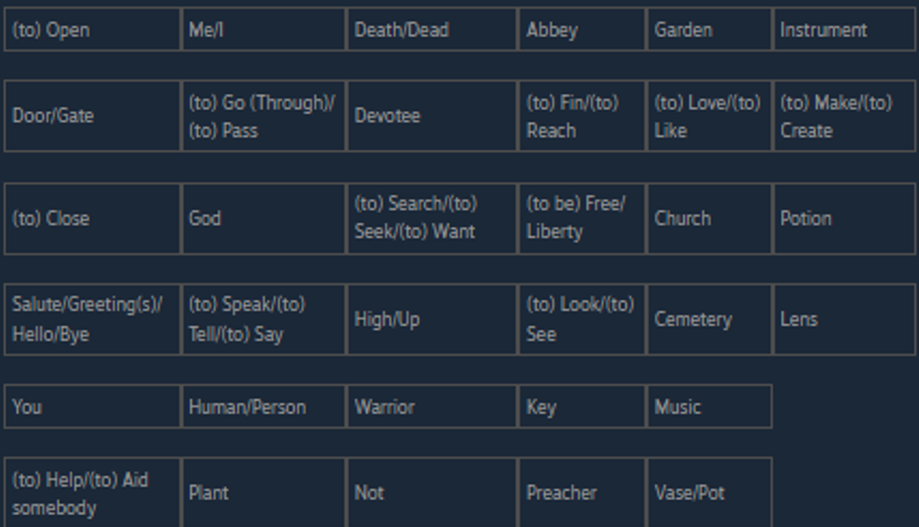 (to) Open
Me/I
Death/Dead
Abbey
Garden
Instrument
Door/Gate
(to) Go (Through)/
(to) Pass
Devotee
(to) Fin/(to)
Reach
(to) Love/(to)
Like
(to) Make/(to)
Create
(to) Close
God
(to) Search/(to)
Seek/(to) Want
(to be) Free/
Liberty
Church
Potion
Salute/Greeting(s)/
Hello/Bye
(to) Speak/(to)
Tell/(to) Say
High/Up
(to) Look/(to)
See
Cemetery
Lens
You
Human/Person
Warrior
Key
Music
(to) Help/(to) Aid
somebody
Plant
Not
Preacher
Vase/Pot